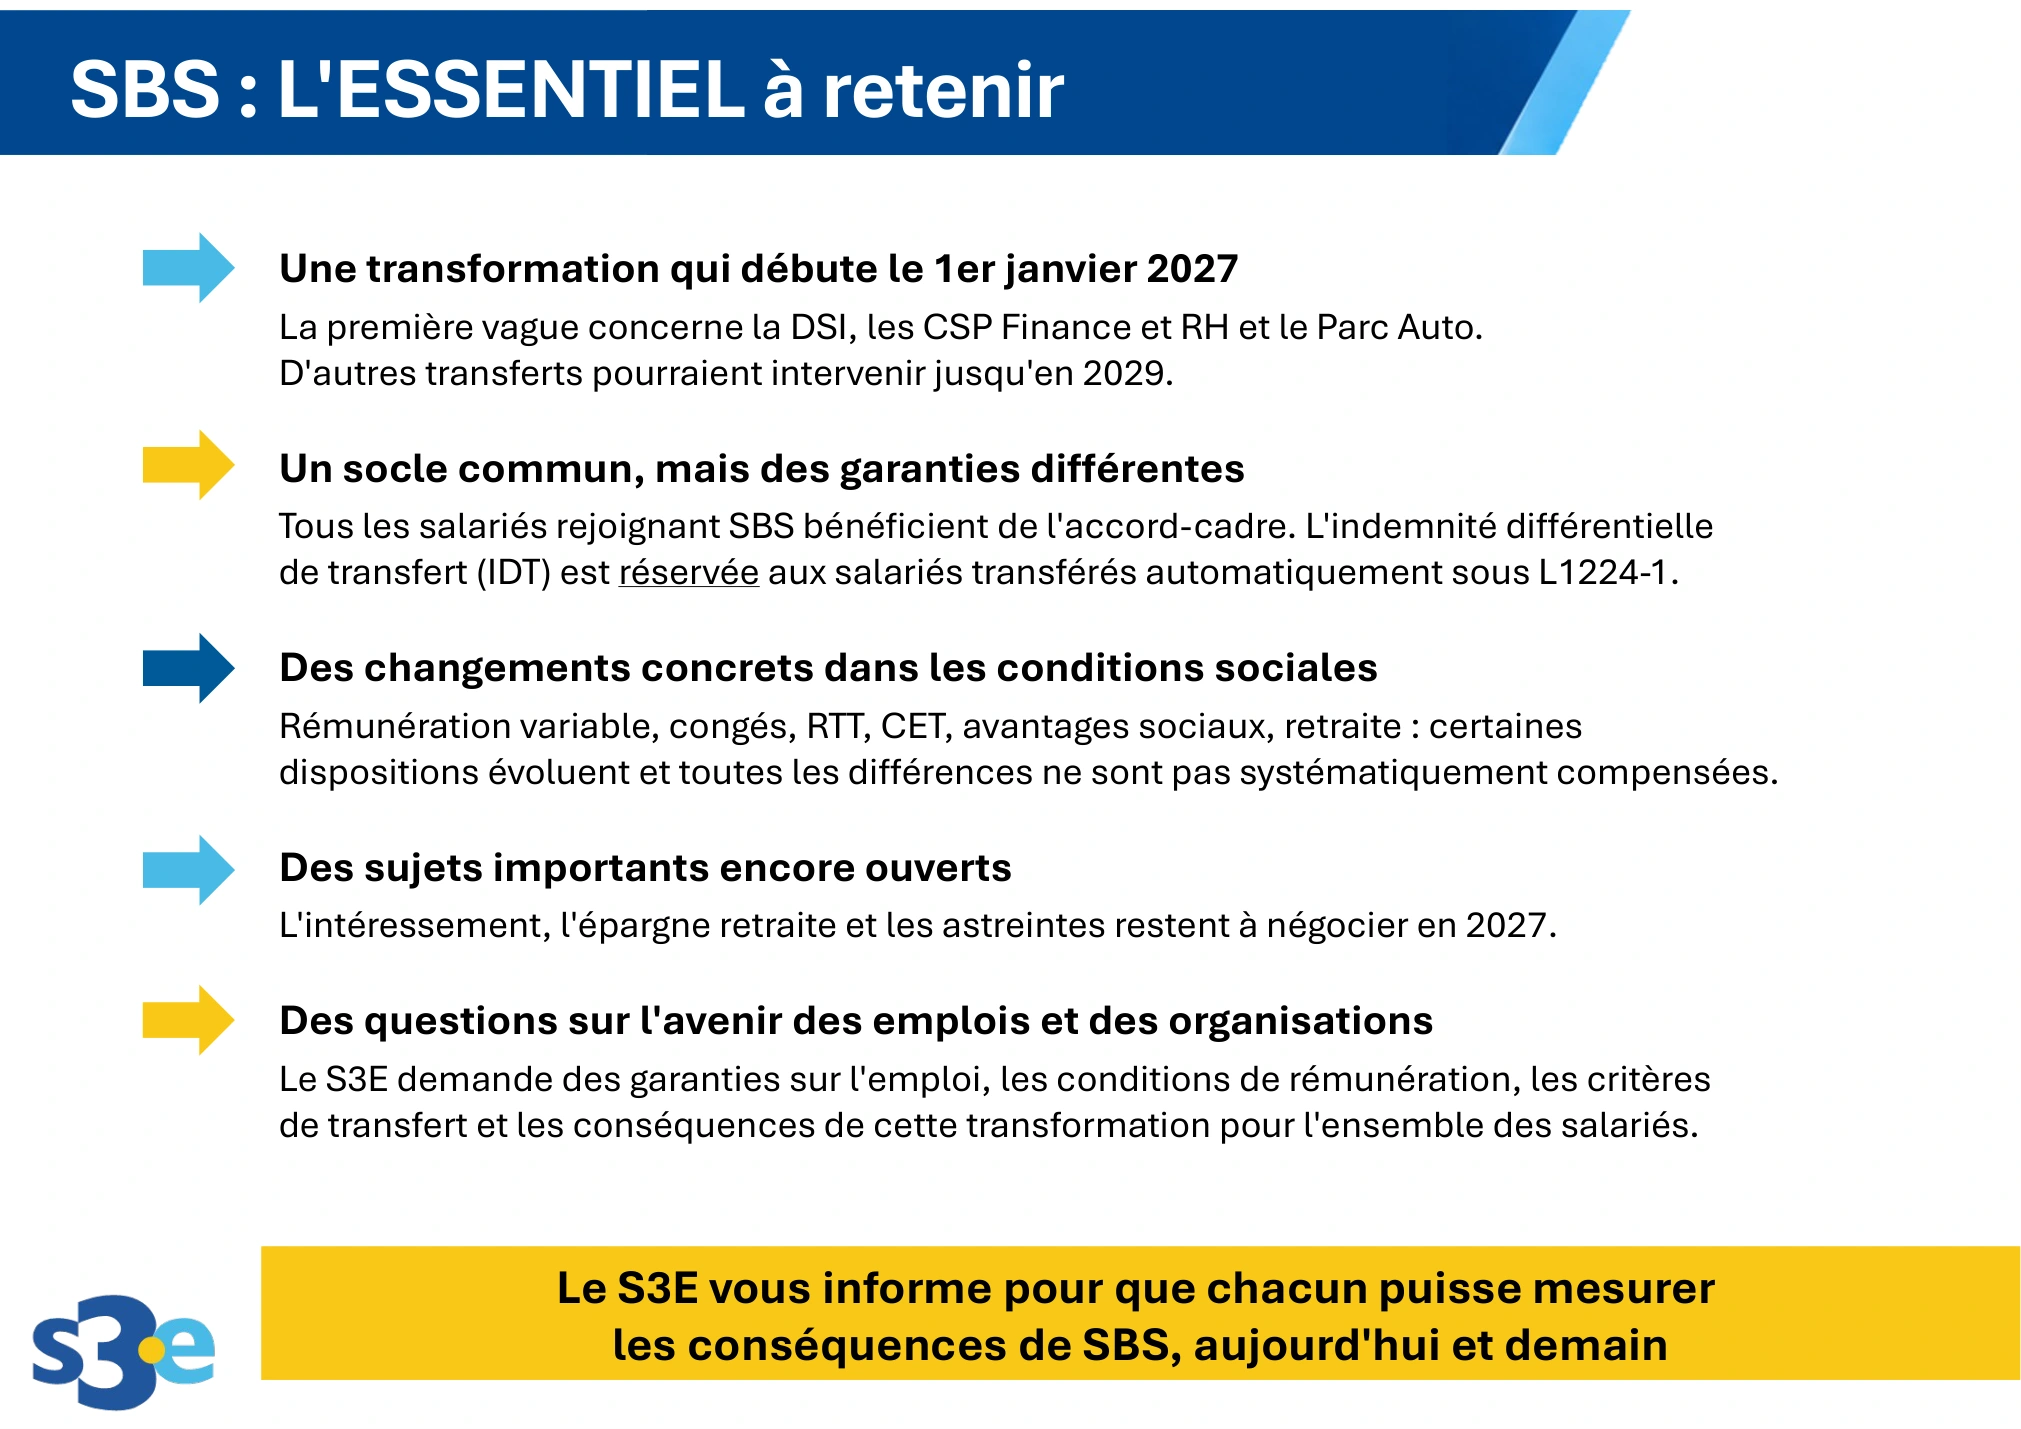 SBS : L'ESSENTIEL à retenir
Une transformation qui débute le 1er janvier 2027
La première vague concerne la DSI, les CSP Finance et RH et le Parc Auto.
D'autres transferts pourraient intervenir jusqu'en 2029.
Un socle commun, mais des garanties différentes
Tous les salariés rejoignant SBS bénéficient de l'accord-cadre. L'indemnité différentielle
de transfert (IDT) est réservée aux salariés transférés automatiquement sous L1224-1.
Des changements concrets dans les conditions sociales
Rémunération variable, congés, RTT, CET, avantages sociaux, retraite : certaines
dispositions évoluent et toutes les différences ne sont pas systématiquement compensées.
Des sujets importants encore ouverts
L'intéressement, l'épargne retraite et les astreintes restent à négocier en 2027.
Des questions sur l'avenir des emplois et des organisations
Le S3E demande des garanties sur l'emploi, les conditions de rémunération, les critères
de transfert et les conséquences de cette transformation pour l'ensemble des salariés.
Le S3E vous informe pour que chacun puisse mesurer
les conséquences de SBS, aujourd'hui et demain
s3e